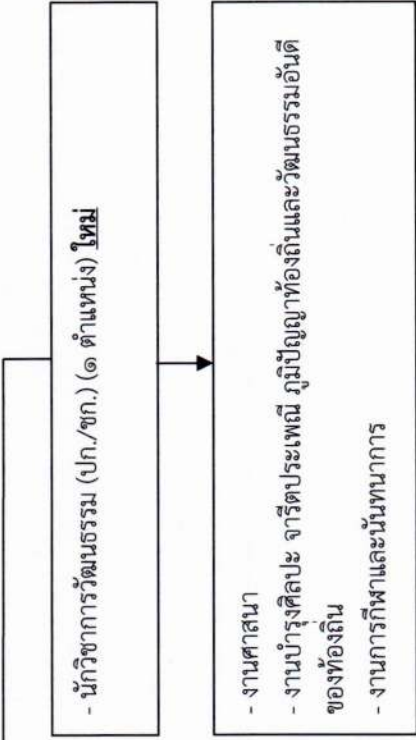 - นักวิชาการวัฒนธรรม (ปก./ชก.) (๑ ตำแหน่ง) ใหม่
- งานศาสนา
- งานบำรุงศิลปะ จารีตประเพณี ภูมิปัญญาท้องถิ่นและวัฒนธรรมอันดี
ของท้องถิ่น
- งานการกีฬาและนันทนาการ